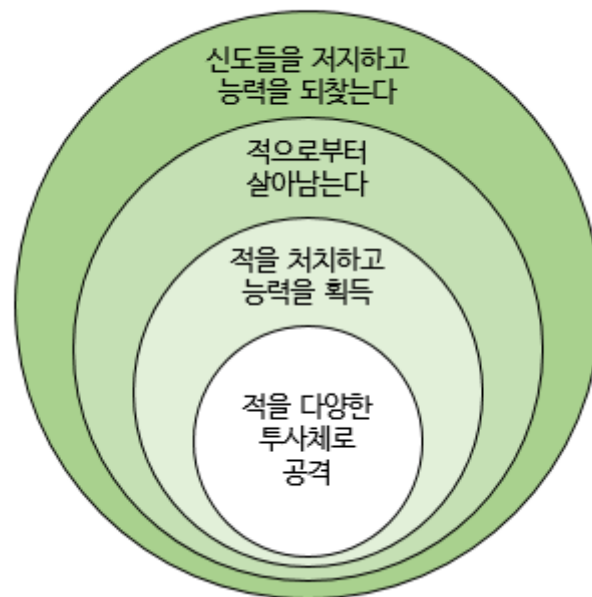 신도들을 저지하고
능력을 되찾는다
적으로부터
살아남는다
적을 처치하고
능력을 획득
적을 다양한
투사체로
공격